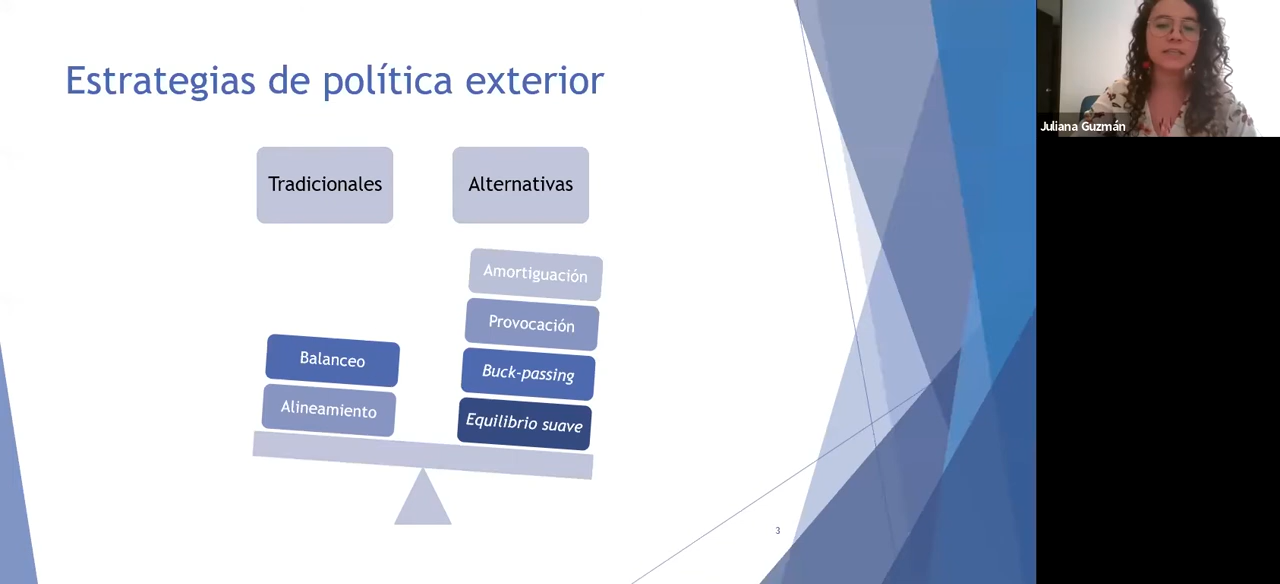 Estrategias de política exterior
Tradicionales
Alternativas
Amortiguación
Provocación
Balanceo
Buck-passing
Alineamiento
Equilibrio suave
3
Juliana Guzmán